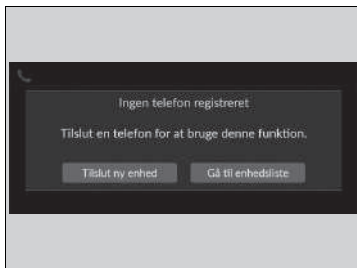 Ingen telefon registreret
Tilslut en telefon for at bruge denne funktion.
Tilslut ny enhed
Gå til enhedsliste